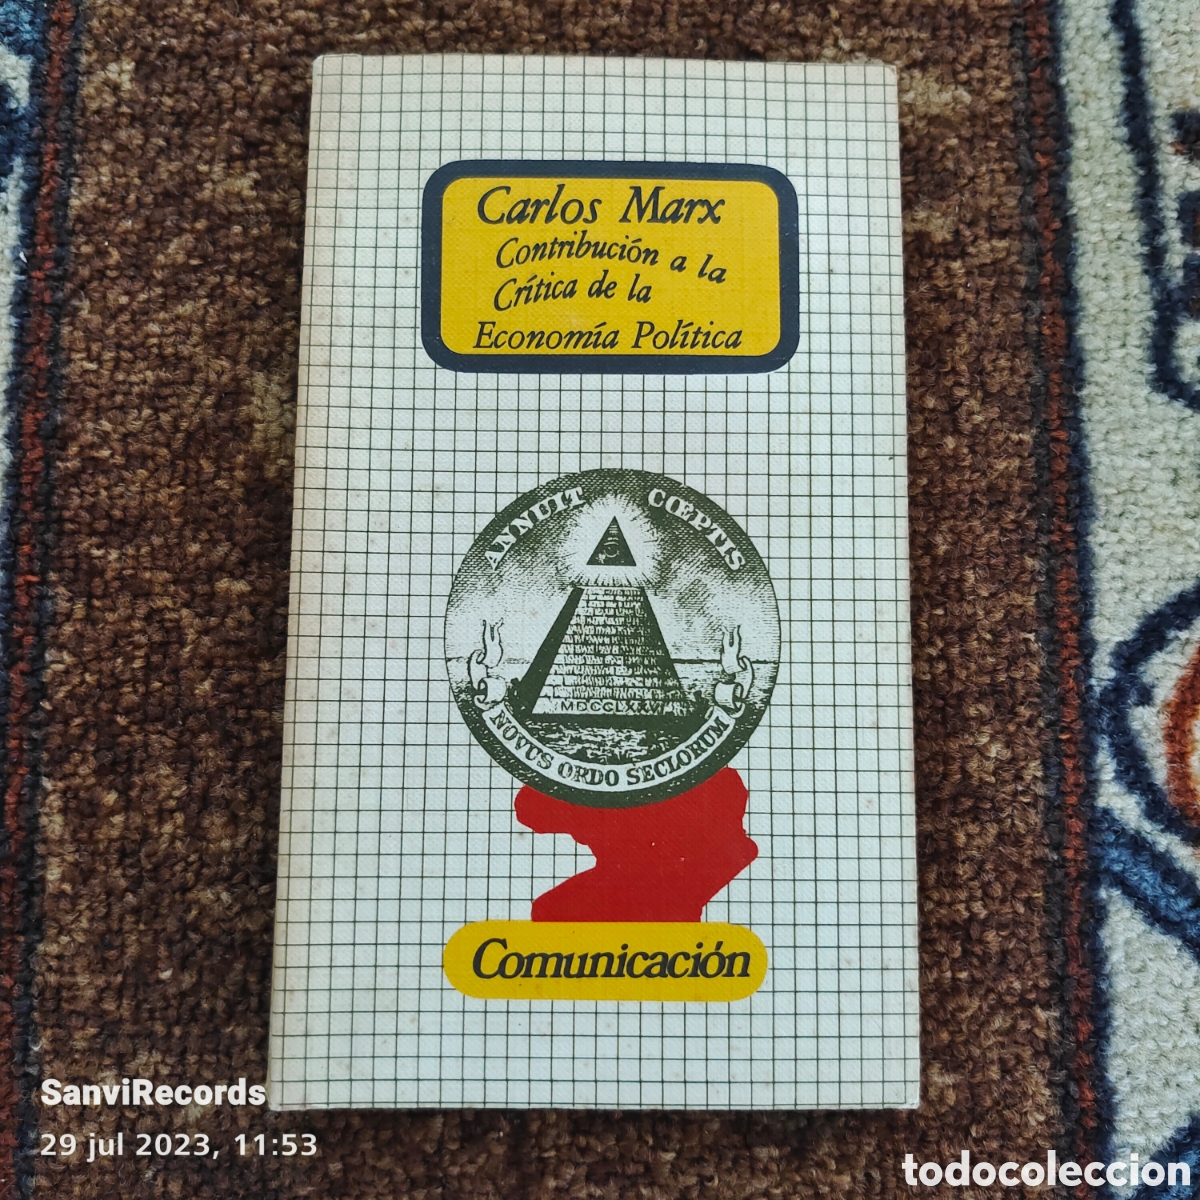 Carlos Marx
Contribución a la
Crítica de la
Economía Política
ANNUIT CŒPTIS
MDCCLXXVI
NOVUS ORDO SECLORUM
Comunicación
SanviRecords
29 jul 2023, 11:53
todocoleccion